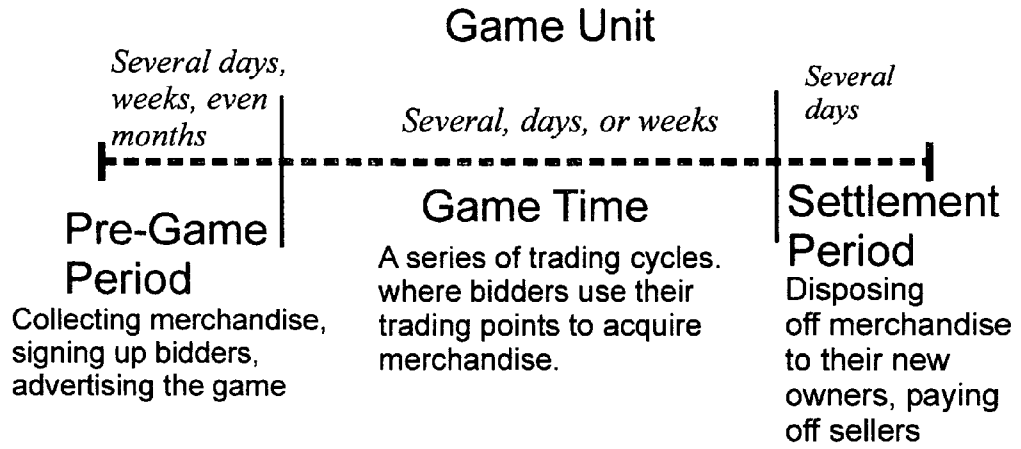 Game Unit
Several days,
weeks, even
months
Several, days, or weeks
Several
days
Pre-Game
Period
Collecting merchandise,
signing up bidders,
advertising the game
Game Time
A series of trading cycles.
where bidders use their
trading points to acquire
merchandise.
Settlement
Period
Disposing
off merchandise
to their new
owners, paying
off sellers